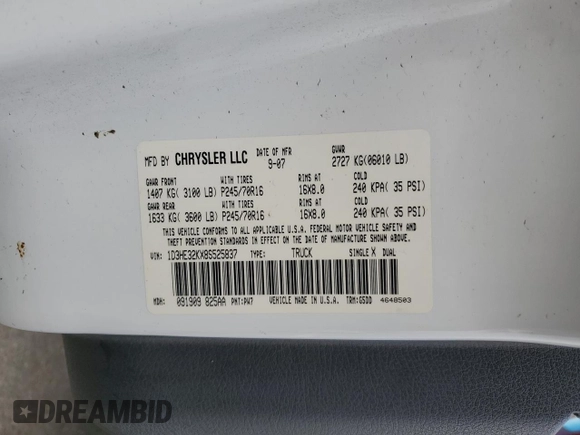 MFD BY CHRYSLER LLC DATE OF MFR 9-07 GVWR 2727 KG(06010 LB)
GAWR FRONT WITH TIRES RIMS AT COLD
1407 KG( 3100 LB) P245/70R16 16X8.0 240 KPA( 35 PSI)
GAWR REAR WITH TIRES RIMS AT COLD
1633 KG( 3600 LB) P245/70R16 16X8.0 240 KPA( 35 PSI)
THIS VEHICLE CONFORMS TO ALL APPLICABLE U.S.A. FEDERAL MOTOR VEHICLE SAFETY
AND THEFT PREVENTION STANDARDS IN EFFECT ON THE DATE OF MANUFACTURE SHOWN ABOVE.
VIN: 1D3HE32KX8S525837 TYPE: TRUCK SINGLE X DUAL
MDH: 091909 825AA PNT:PW7 VEHICLE MADE IN U.S.A. TRM:G5DD 4648503
DREAMBID